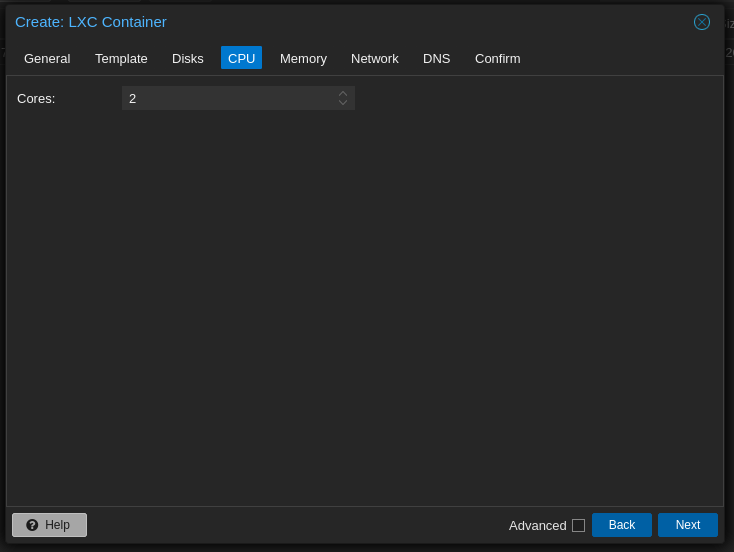 Create: LXC Container
General Template Disks CPU Memory Network DNS Confirm
Cores: 2
Help Advanced Back Next